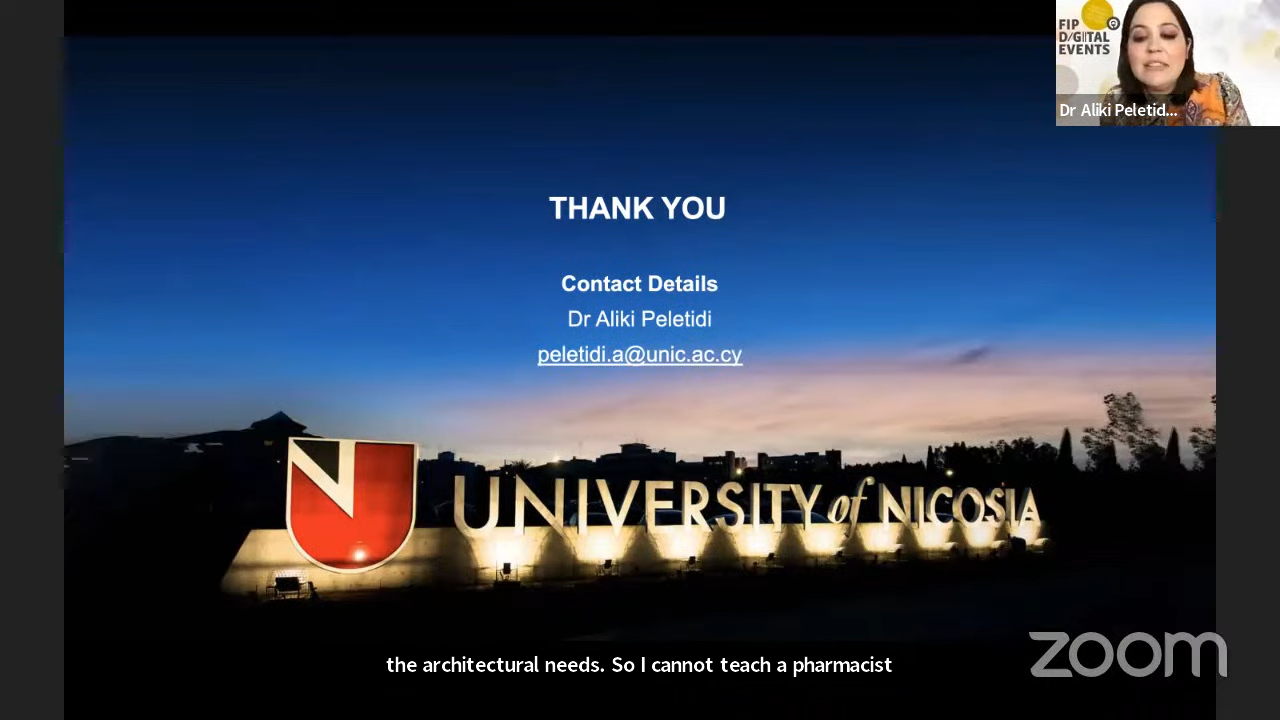 FIP
DIGITAL
EVENTS
Dr Aliki Peletid...
THANK YOU
Contact Details
Dr Aliki Peletidi
peletidi.a@unic.ac.cy
UNIVERSITY of NICOSIA
the architectural needs. So I cannot teach a pharmacist
zoom